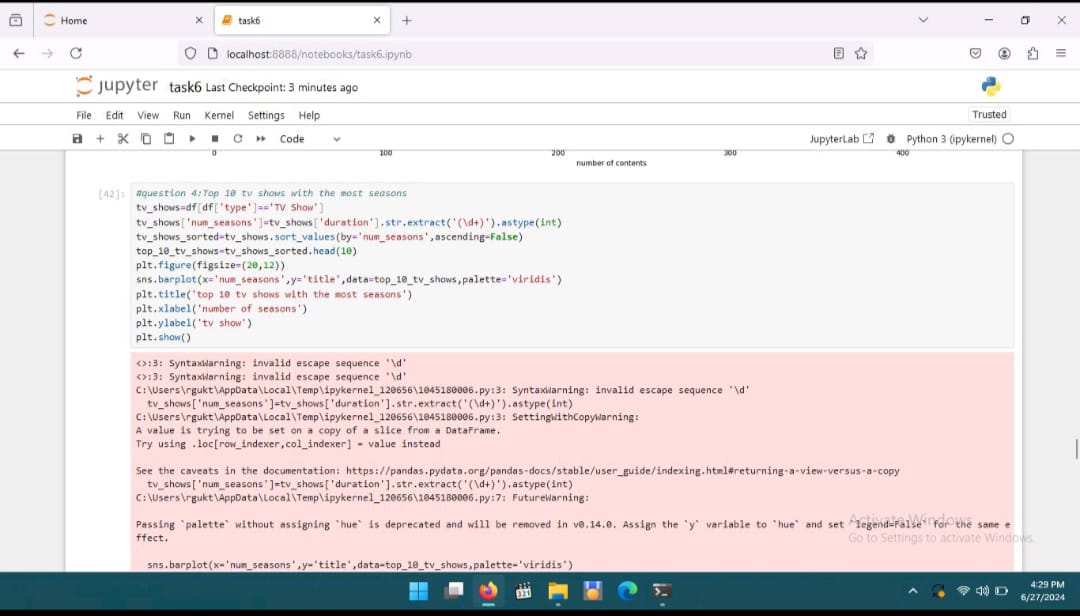 Home
task6
localhost:8888/notebooks/task6.ipynb
jupyter task6 Last Checkpoint: 3 minutes ago
File Edit View Run Kernel Settings Help
Trusted
Code
JupyterLab
Python 3 (ipykernel)
0 100 200 300 400
number of contents
[42]:
#question 4:Top 10 tv shows with the most seasons
tv_shows=df[df['type']=='TV Show']
tv_shows['num_seasons']=tv_shows['duration'].str.extract('(\d+)').astype(int)
tv_shows_sorted=tv_shows.sort_values(by='num_seasons',ascending=False)
top_10_tv_shows=tv_shows_sorted.head(10)
plt.figure(figsize=(20,12))
sns.barplot(x='num_seasons',y='title',data=top_10_tv_shows,palette='viridis')
plt.title('top 10 tv shows with the most seasons')
plt.xlabel('number of seasons')
plt.ylabel('tv show')
plt.show()
<>:3: SyntaxWarning: invalid escape sequence '\d'
<>:3: SyntaxWarning: invalid escape sequence '\d'
C:\Users\rgukt\AppData\Local\Temp\ipykernel_120656\1045180006.py:3: SyntaxWarning: invalid escape sequence '\d'
tv_shows['num_seasons']=tv_shows['duration'].str.extract('(\d+)').astype(int)
C:\Users\rgukt\AppData\Local\Temp\ipykernel_120656\1045180006.py:3: SettingWithCopyWarning:
A value is trying to be set on a copy of a slice from a DataFrame.
Try using .loc[row_indexer,col_indexer] = value instead
See the caveats in the documentation: https://pandas.pydata.org/pandas-docs/stable/user_guide/indexing.html#returning-a-view-versus-a-copy
tv_shows['num_seasons']=tv_shows['duration'].str.extract('(\d+)').astype(int)
C:\Users\rgukt\AppData\Local\Temp\ipykernel_120656\1045180006.py:7: FutureWarning:
Passing `palette` without assigning `hue` is deprecated and will be removed in v0.14.0. Assign the `y` variable to `hue` and set `legend=False` for the same e
ffect.
sns.barplot(x='num_seasons',y='title',data=top_10_tv_shows,palette='viridis')
Activate Windows
Go to Settings to activate Windows.
321
4:29 PM
6/27/2024